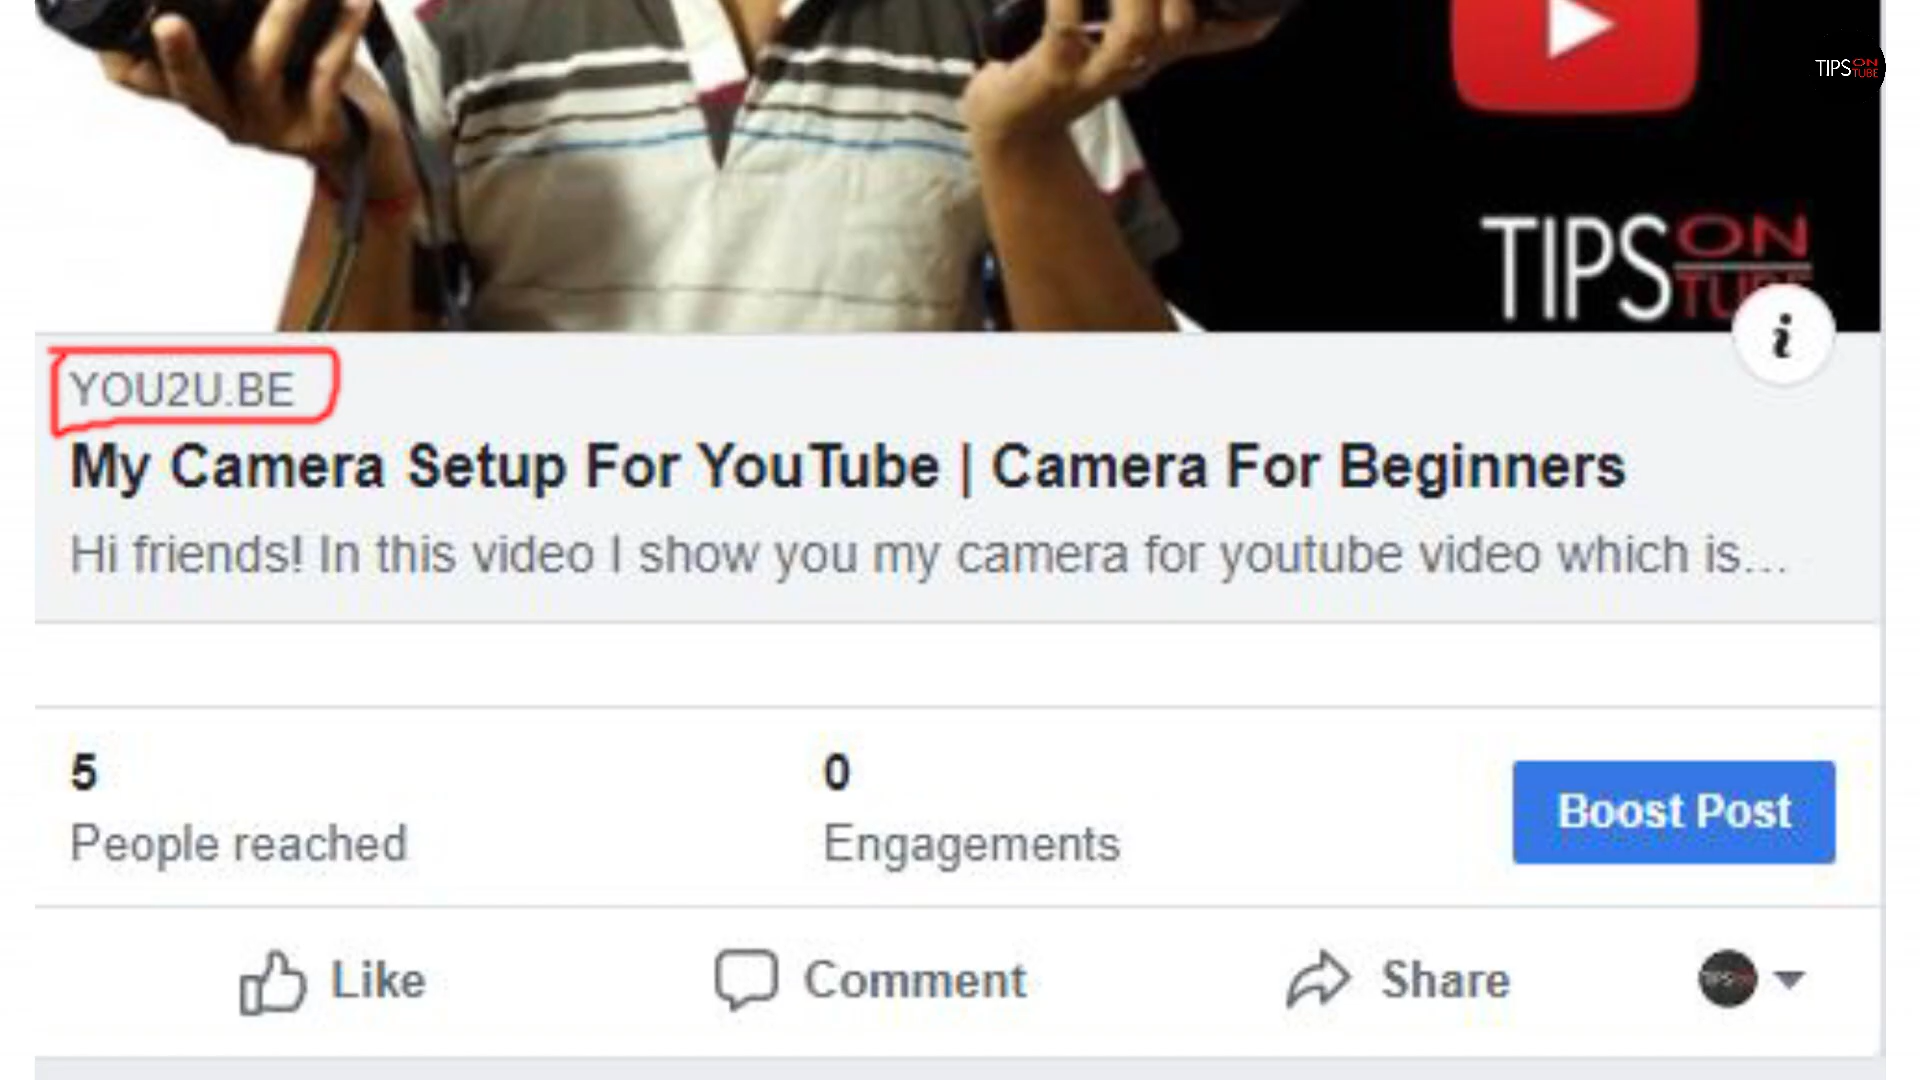 TIPS ON
TUBE
TIPS ON
TUBE
i
YOU2U.BE
My Camera Setup For YouTube | Camera For Beginners
Hi friends! In this video I show you my camera for youtube video which is...
5
People reached
0
Engagements
Boost Post
Like
Comment
Share